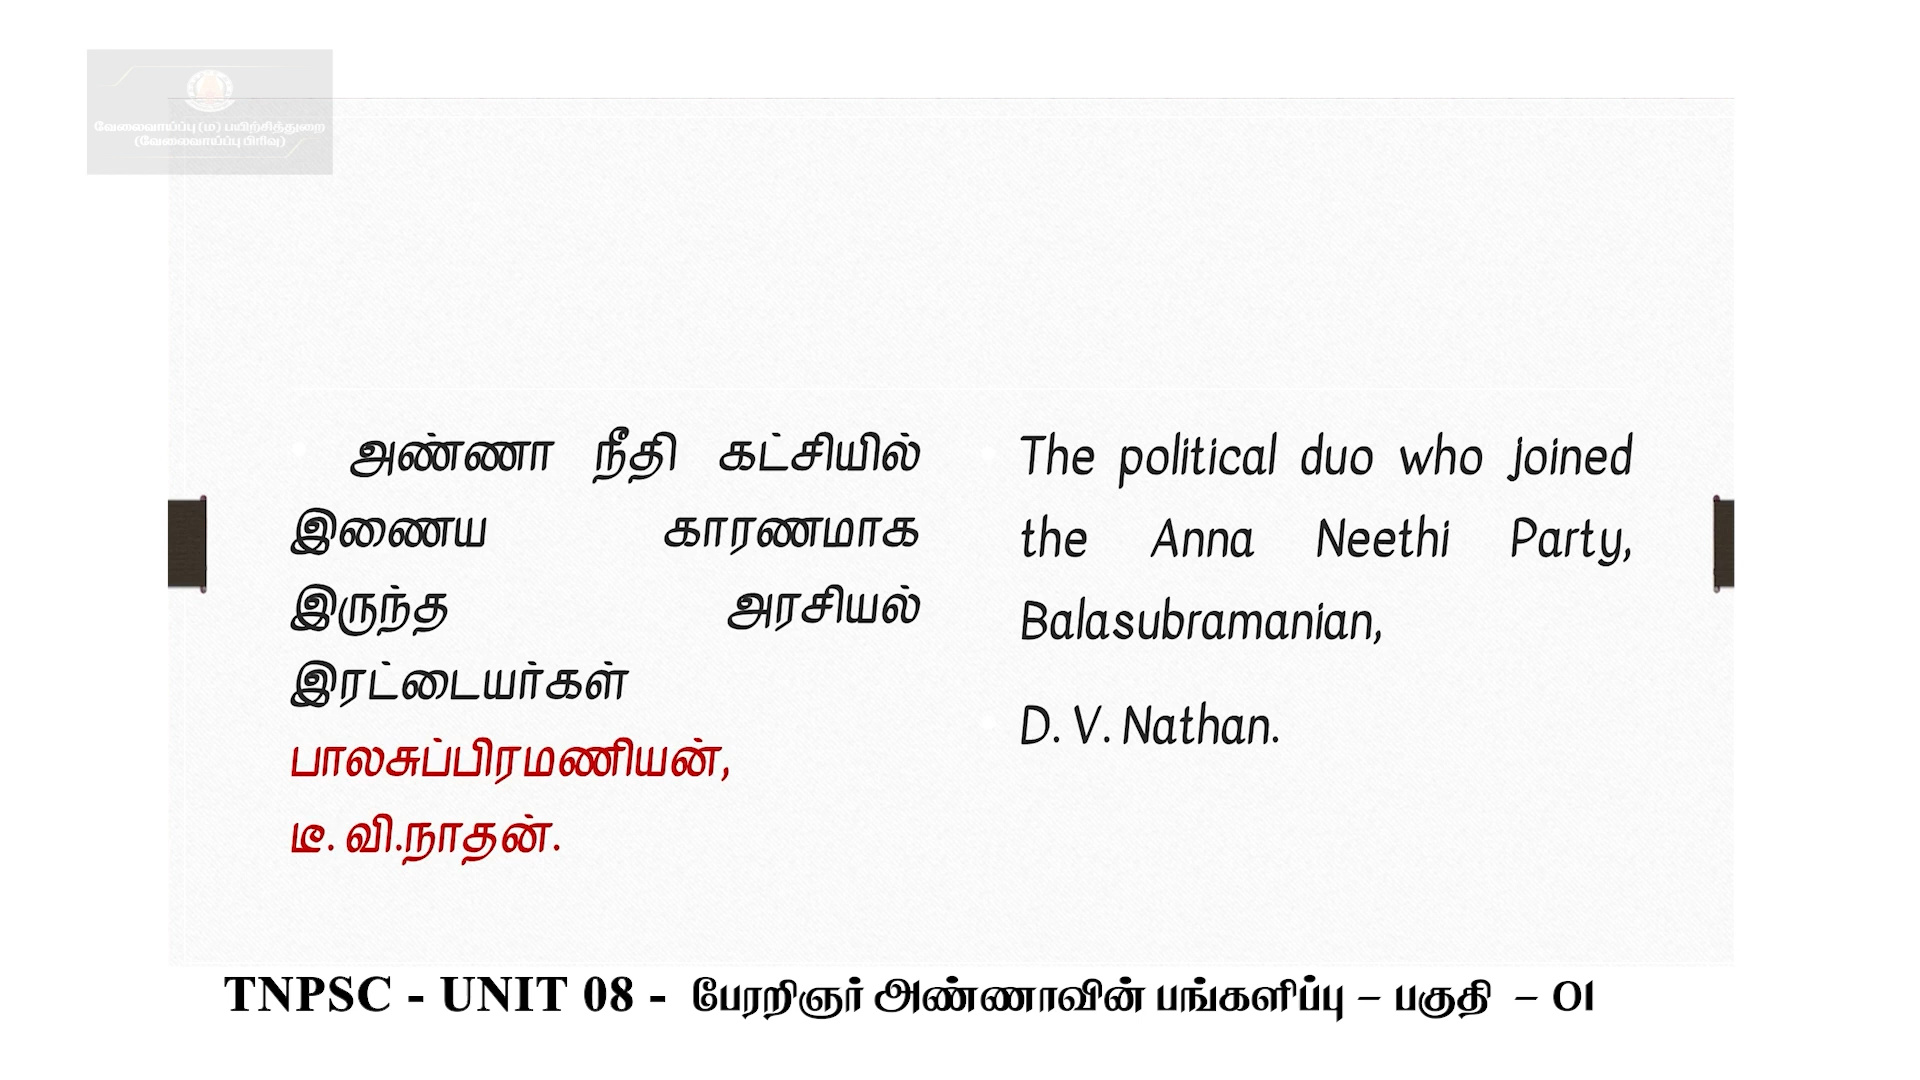 வேலைவாய்ப்பு (ம) பயிற்சித்துறை
(வேலைவாய்ப்பு பிரிவு)
அண்ணா நீதி கட்சியில்
இணைய காரணமாக
இருந்த அரசியல்
இரட்டையர்கள்
பாலசுப்பிரமணியன்,
டீ. வி.நாதன்.
The political duo who joined
the Anna Neethi Party,
Balasubramanian,
D. V. Nathan.
TNPSC - UNIT 08 - பேரறிஞர் அண்ணாவின் பங்களிப்பு – பகுதி – 01